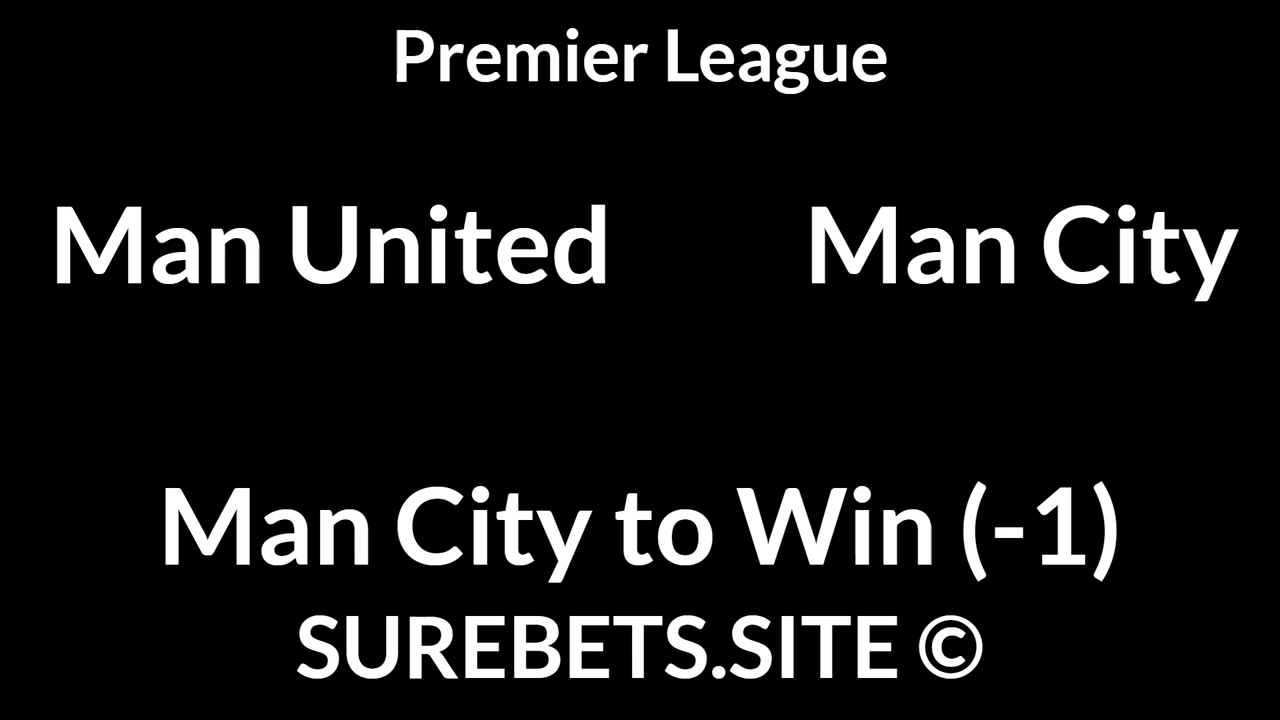 Premier League
Man United Man City
Man City to Win (-1)
SUREBETS.SITE ©